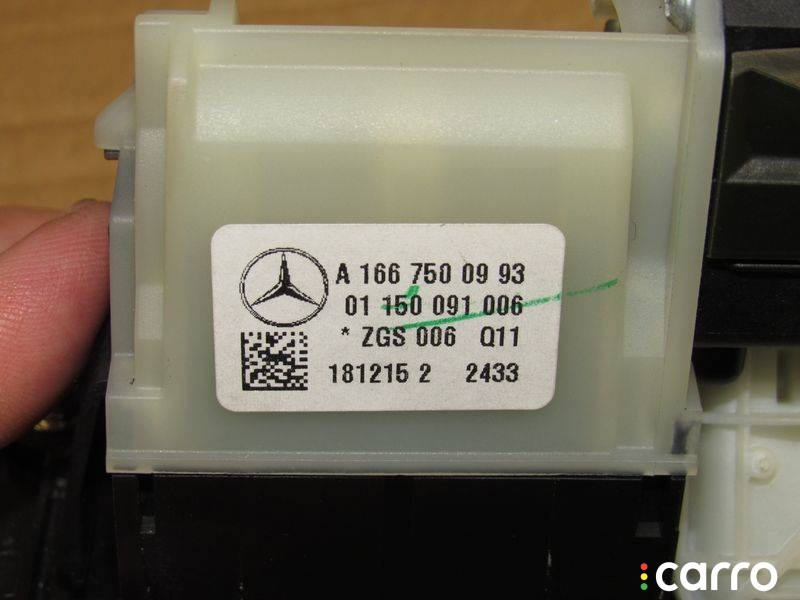 A 166 750 09 93
01 150 091 006
* ZGS 006 Q11
181215 2 2433
carro